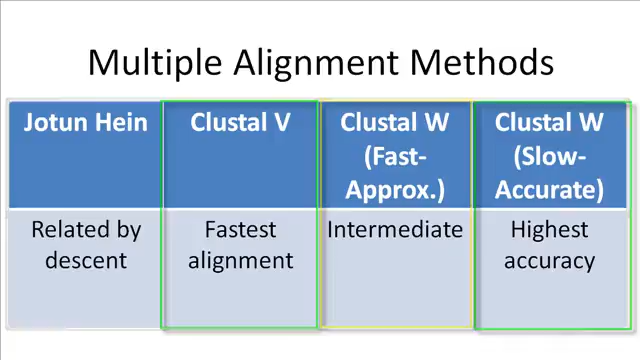 Multiple Alignment Methods
Jotun Hein
Clustal V
Clustal W
(Fast-
Approx.)
Clustal W
(Slow-
Accurate)
Related by
descent
Fastest
alignment
Intermediate
Highest
accuracy